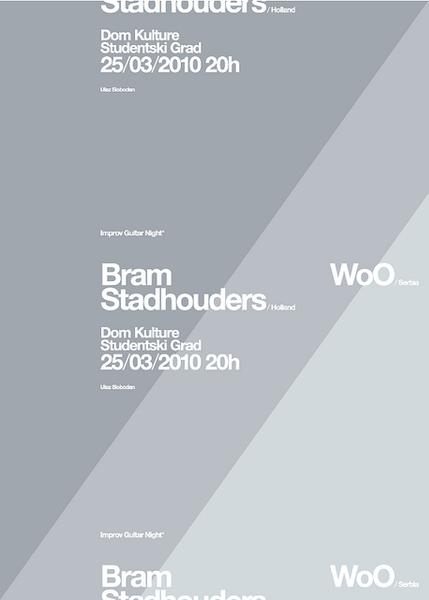 Stadhouders / Holland
Dom Kulture
Studentski Grad
25/03/2010 20h
Ulaz Slobodan
Improv Guitar Night*
Bram
WoO / Serbia
Stadhouders / Holland
Dom Kulture
Studentski Grad
25/03/2010 20h
Ulaz Slobodan
Improv Guitar Night*
Bram
WoO / Serbia
Stadhouders